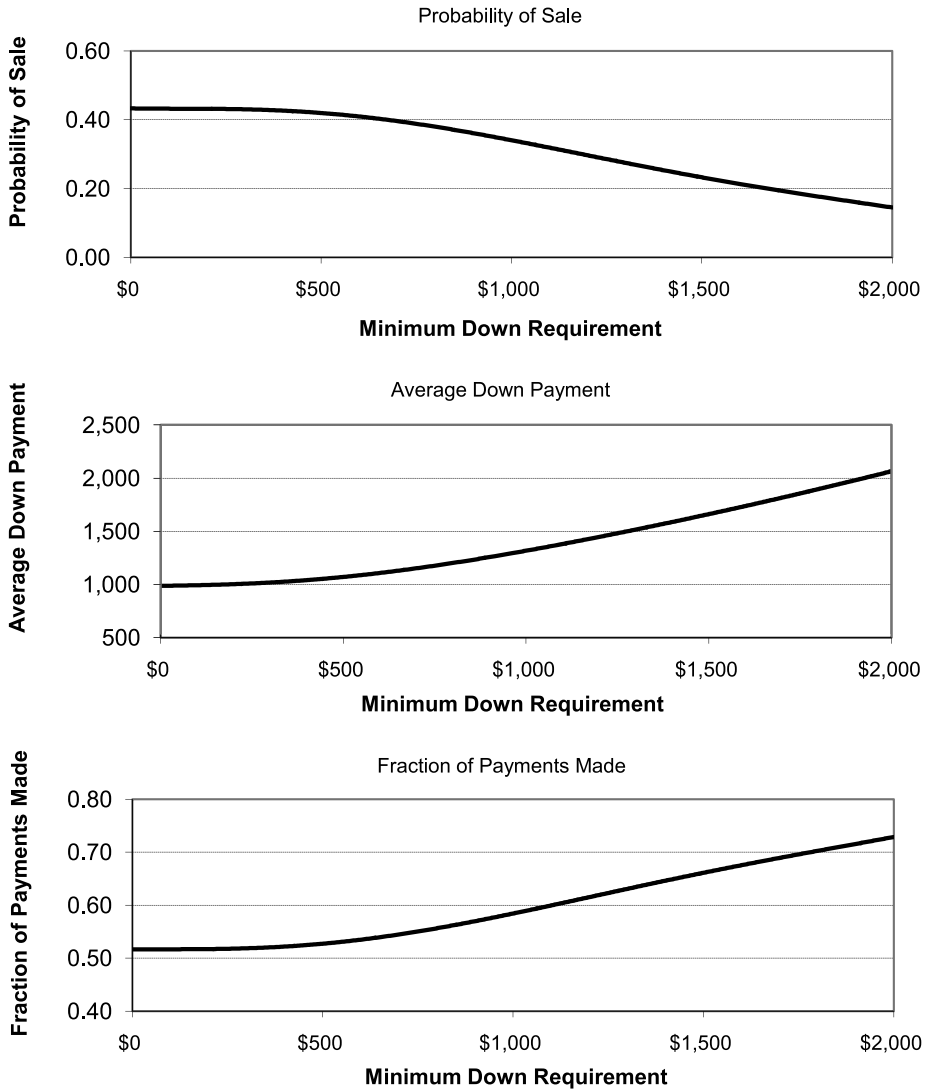 Probability of Sale
Probability of Sale
0.60
0.40
0.20
0.00
$0 $500 $1,000 $1,500 $2,000
Minimum Down Requirement
Average Down Payment
Average Down Payment
2,500
2,000
1,500
1,000
500
$0 $500 $1,000 $1,500 $2,000
Minimum Down Requirement
Fraction of Payments Made
Fraction of Payments Made
0.80
0.70
0.60
0.50
0.40
$0 $500 $1,000 $1,500 $2,000
Minimum Down Requirement